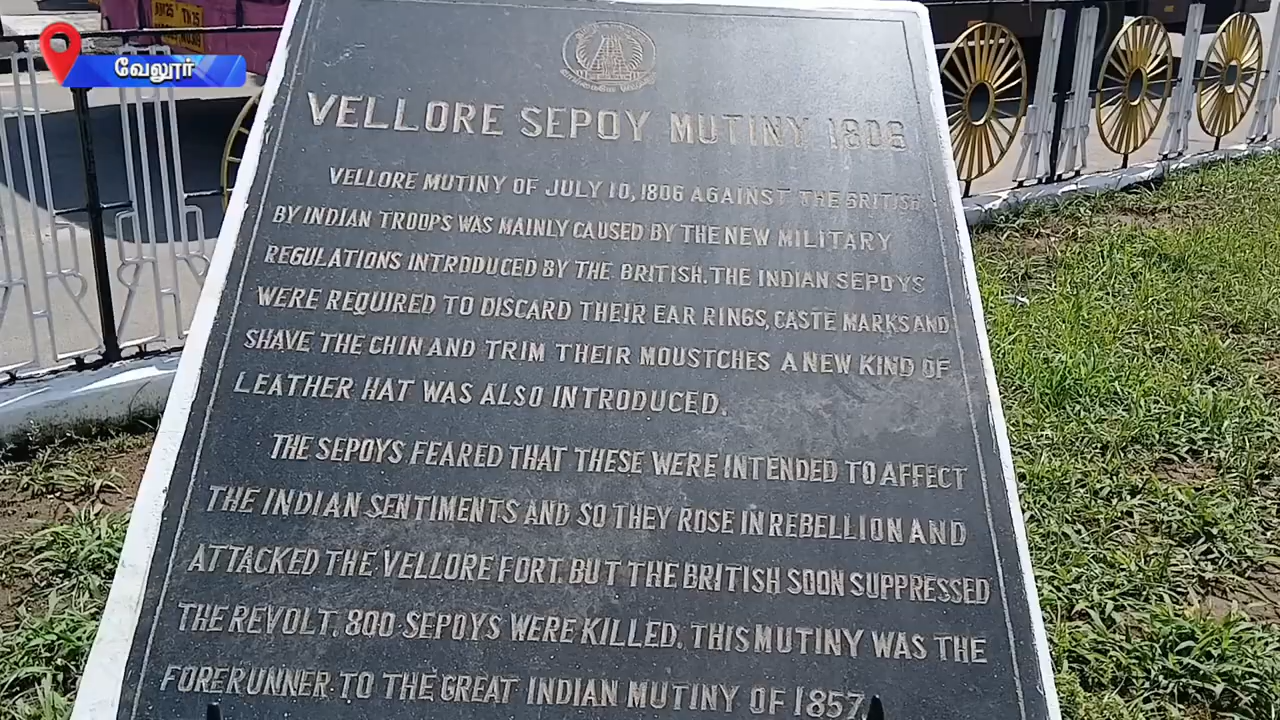 வேலூர்
VELLORE SEPOY MUTINY 1806
VELLORE MUTINY OF JULY 10, 1806 AGAINST THE BRITISH
BY INDIAN TROOPS WAS MAINLY CAUSED BY THE NEW MILITARY
REGULATIONS INTRODUCED BY THE BRITISH. THE INDIAN SEPOYS
WERE REQUIRED TO DISCARD THEIR EAR RINGS, CASTE MARKS AND
SHAVE THE CHIN AND TRIM THEIR MOUSTCHES A NEW KIND OF
LEATHER HAT WAS ALSO INTRODUCED.
THE SEPOYS FEARED THAT THESE WERE INTENDED TO AFFECT
THE INDIAN SENTIMENTS AND SO THEY ROSE IN REBELLION AND
ATTACKED THE VELLORE FORT. BUT THE BRITISH SOON SUPPRESSED
THE REVOLT. 800 SEPOYS WERE KILLED. THIS MUTINY WAS THE
FORERUNNER TO THE GREAT INDIAN MUTINY OF 1857.